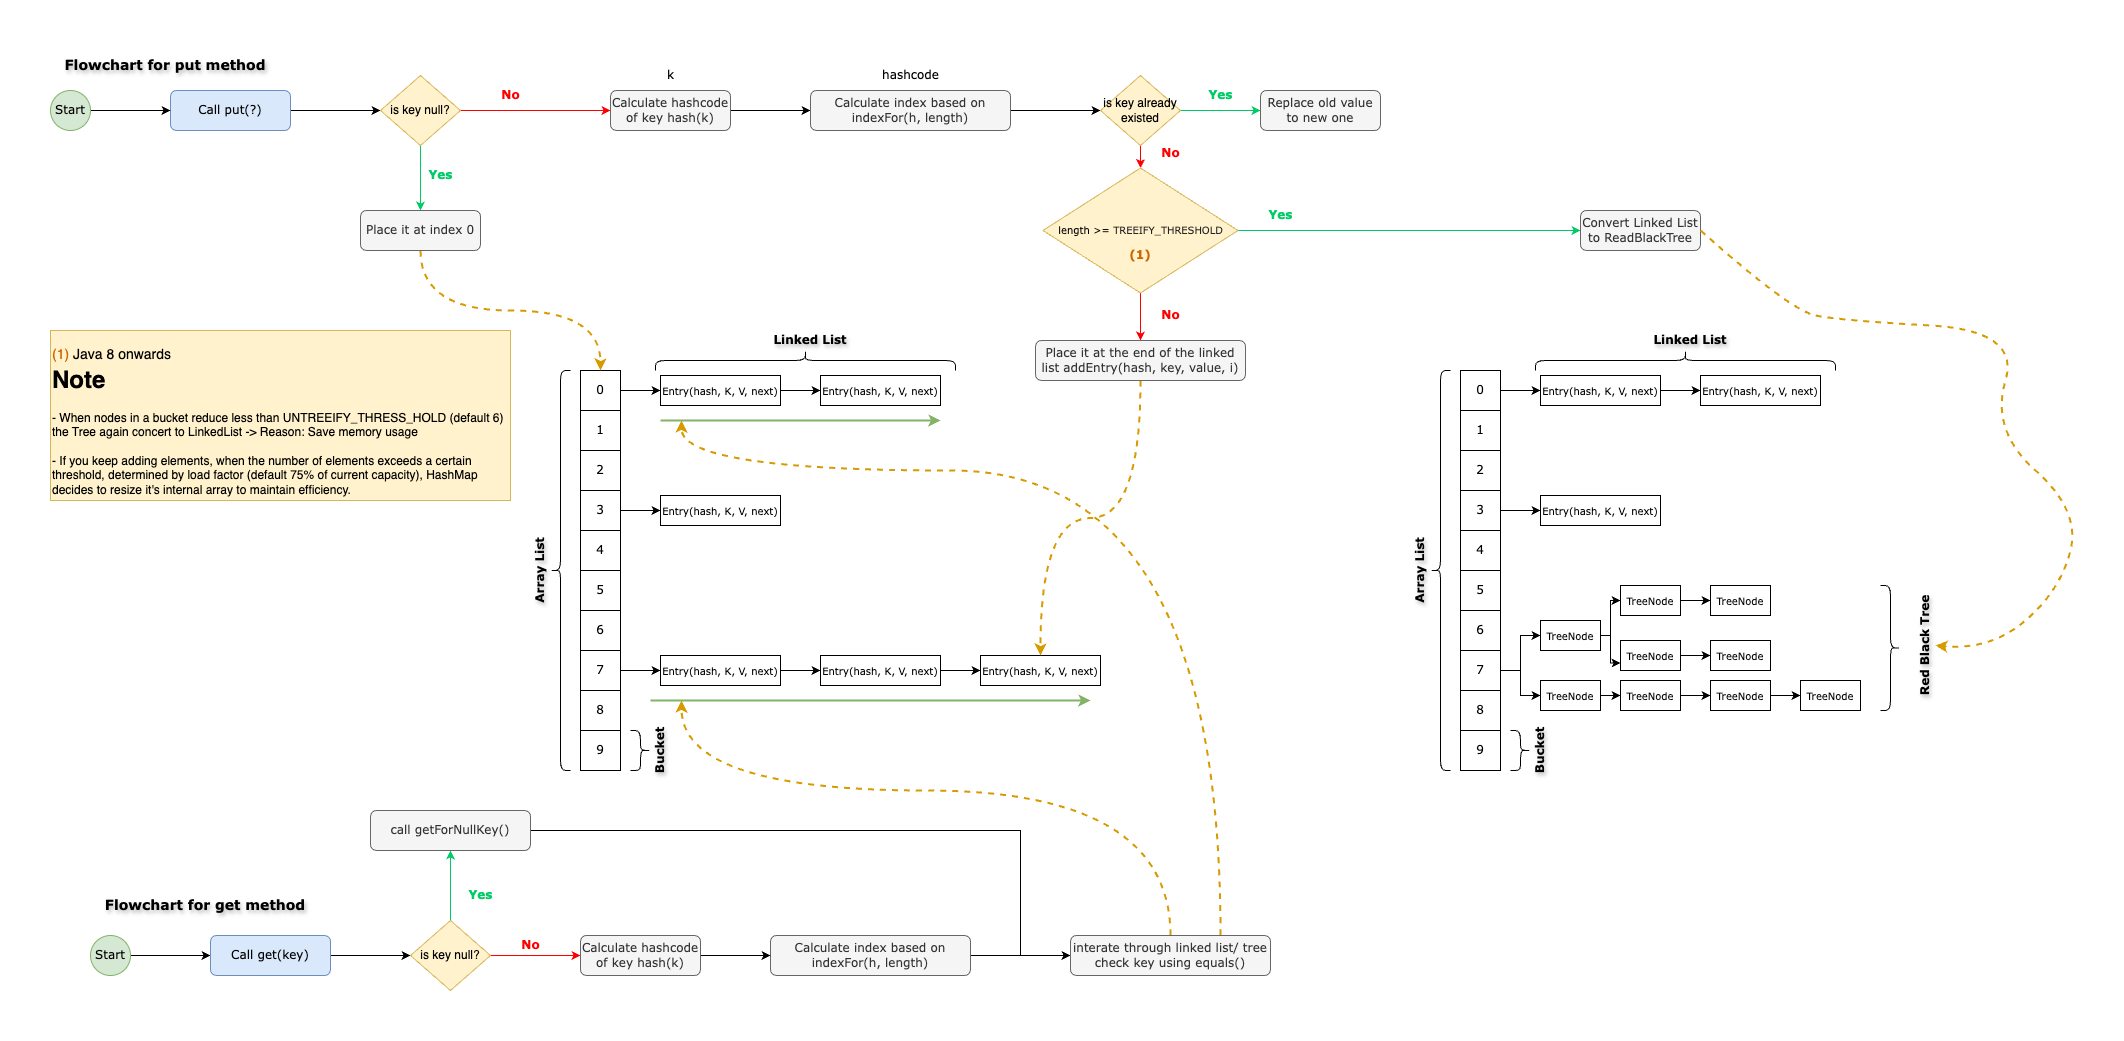 Flowchart for put method
Start
Call put(?)
is key null?
No
k
Calculate hashcode
of key hash(k)
hashcode
Calculate index based on
indexFor(h, length)
is key already
existed
Yes
Replace old value
to new one
Yes
Place it at index 0
No
length >= TREEIFY_THRESHOLD
(1)
Yes
Convert Linked List
to ReadBlackTree
No
Place it at the end of the linked
list addEntry(hash, key, value, i)
(1) Java 8 onwards
Note
- When nodes in a bucket reduce less than UNTREEIFY_THRESS_HOLD (default 6)
the Tree again concert to LinkedList -> Reason: Save memory usage
- If you keep adding elements, when the number of elements exceeds a certain
threshold, determined by load factor (default 75% of current capacity), HashMap
decides to resize it's internal array to maintain efficiency.
Linked List
Array List
0
Entry(hash, K, V, next)
Entry(hash, K, V, next)
1
2
3
Entry(hash, K, V, next)
4
5
6
7
Entry(hash, K, V, next)
Entry(hash, K, V, next)
Entry(hash, K, V, next)
8
9
Bucket
Linked List
Array List
0
Entry(hash, K, V, next)
Entry(hash, K, V, next)
1
2
3
Entry(hash, K, V, next)
4
5
TreeNode
TreeNode
6
TreeNode
TreeNode
TreeNode
7
TreeNode
TreeNode
TreeNode
TreeNode
8
9
Bucket
Red Black Tree
call getForNullKey()
Yes
Flowchart for get method
Start
Call get(key)
is key null?
No
Calculate hashcode
of key hash(k)
Calculate index based on
indexFor(h, length)
interate through linked list/ tree
check key using equals()